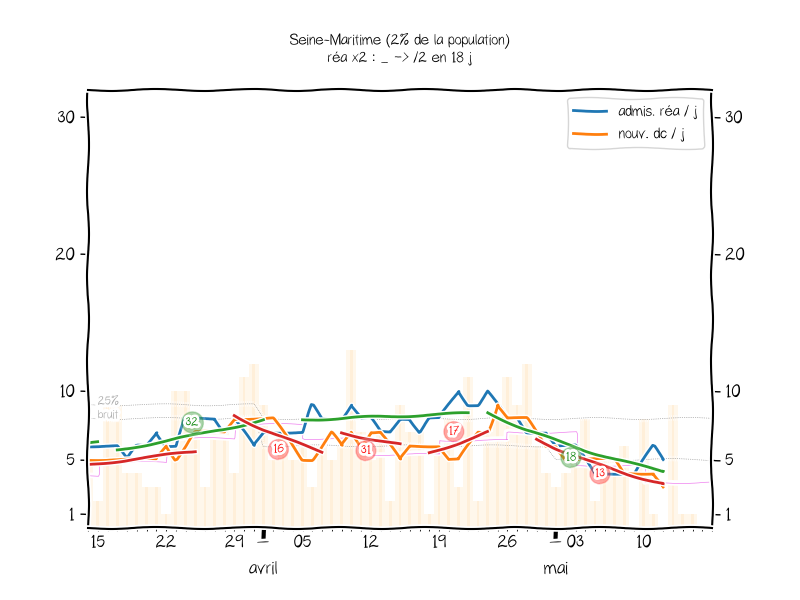 Seine-Maritime (2% de la population)
réa x2 : _ -> /2 en 18 j
30
30
admis. réa / j
nouv. dc / j
20
20
10
10
25%
bruit
32
17
16
31
18
13
5
5
1
1
15 22 29 05 12 19 26 03 10
avril mai